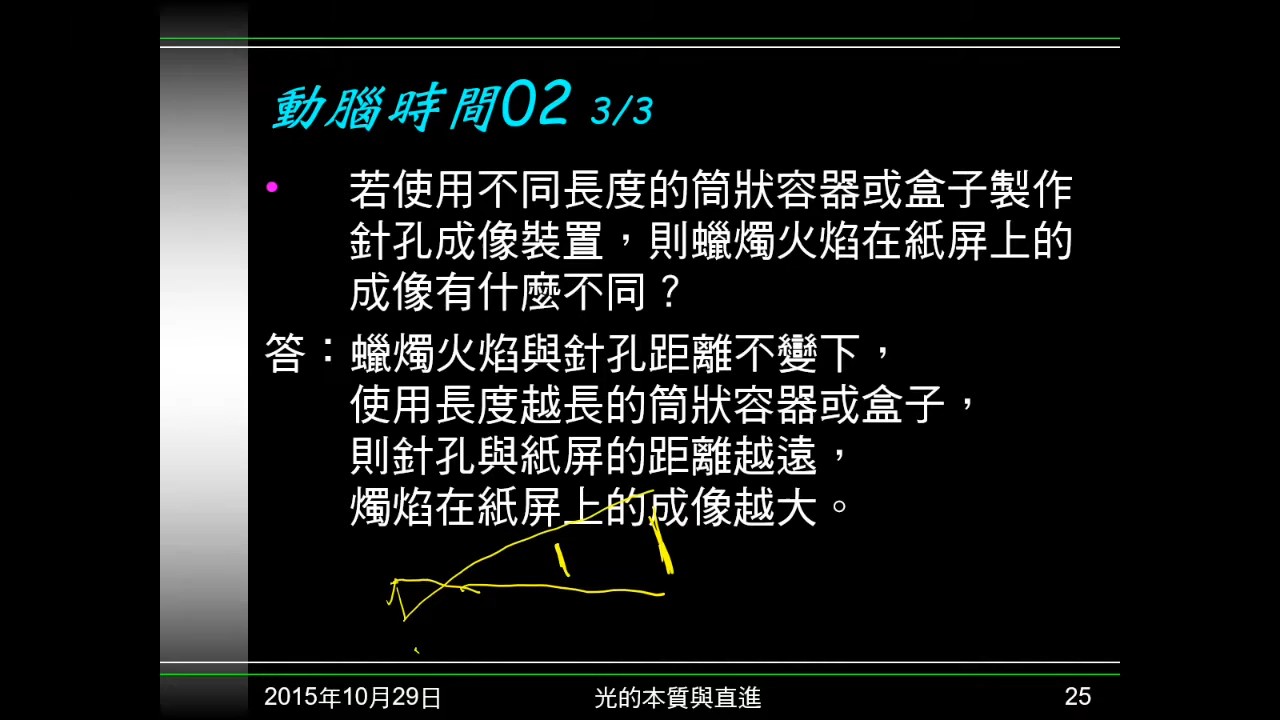 動腦時間02 3/3
• 若使用不同長度的筒狀容器或盒子製作
針孔成像裝置，則蠟燭火焰在紙屏上的
成像有什麼不同？
答：蠟燭火焰與針孔距離不變下，
使用長度越長的筒狀容器或盒子，
則針孔與紙屏的距離越遠，
燭焰在紙屏上的成像越大。
2015年10月29日 光的本質與直進 25